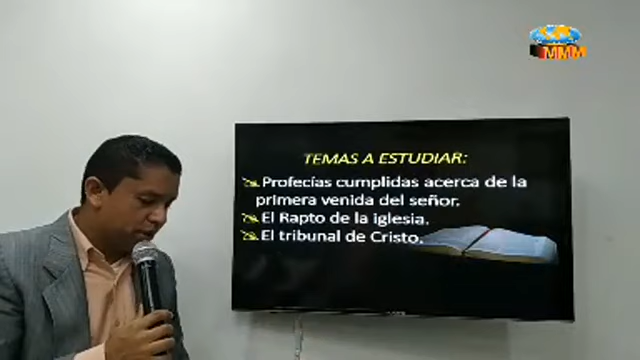 MMM
TEMAS A ESTUDIAR:
Profecías cumplidas acerca de la
primera venida del señor.
El Rapto de la iglesia.
El tribunal de Cristo.